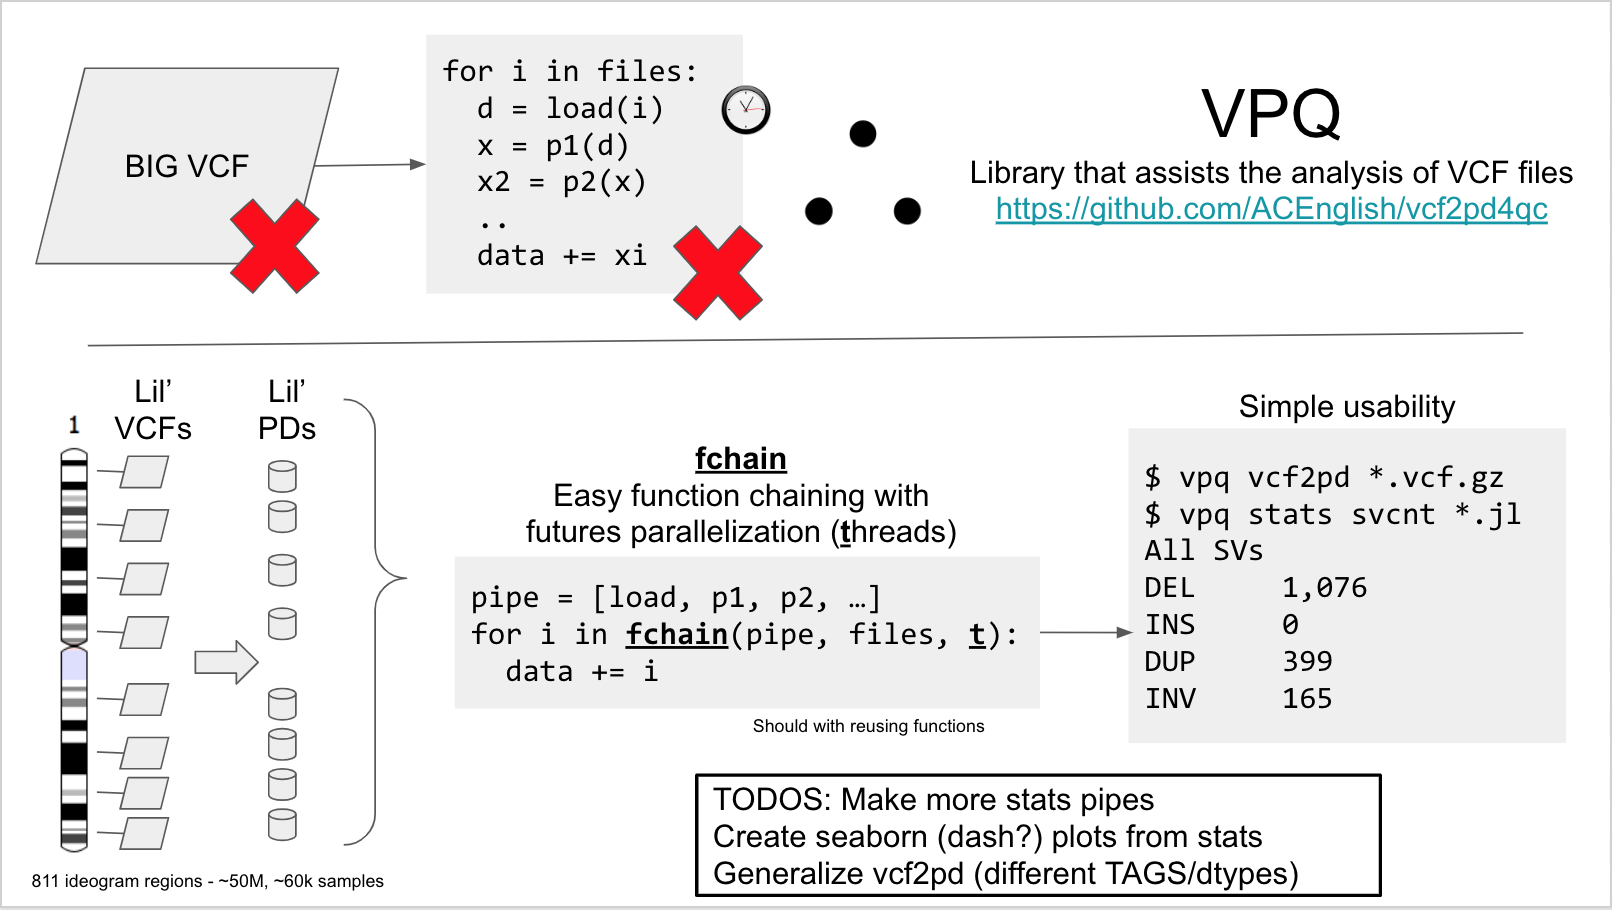 BIG VCF
for i in files:
d = load(i)
x = p1(d)
x2 = p2(x)
..
data += xi
VPQ
Library that assists the analysis of VCF files
https://github.com/ACEnglish/vcf2pd4qc
1
Lil’
VCFs
Lil’
PDs
811 ideogram regions - ~50M, ~60k samples
fchain
Easy function chaining with
futures parallelization (threads)
pipe = [load, p1, p2, …]
for i in fchain(pipe, files, t):
data += i
Should with reusing functions
Simple usability
$ vpq vcf2pd *.vcf.gz
$ vpq stats svcnt *.jl
All SVs
DEL 1,076
INS 0
DUP 399
INV 165
TODOS: Make more stats pipes
Create seaborn (dash?) plots from stats
Generalize vcf2pd (different TAGS/dtypes)